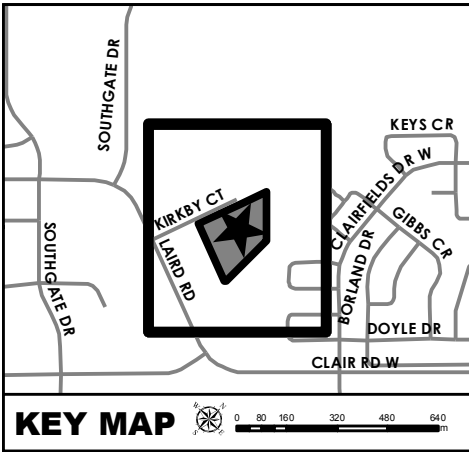 SOUTHGATE DR
KEYS CR
CLAIRFIELDS DR W
KIRKBY CT
GIBBS CR
SOUTHGATE DR
LAIRD RD
BORLAND DR
DOYLE DR
CLAIR RD W
KEY MAP
N
E
S
W
0 80 160 320 480 640
m